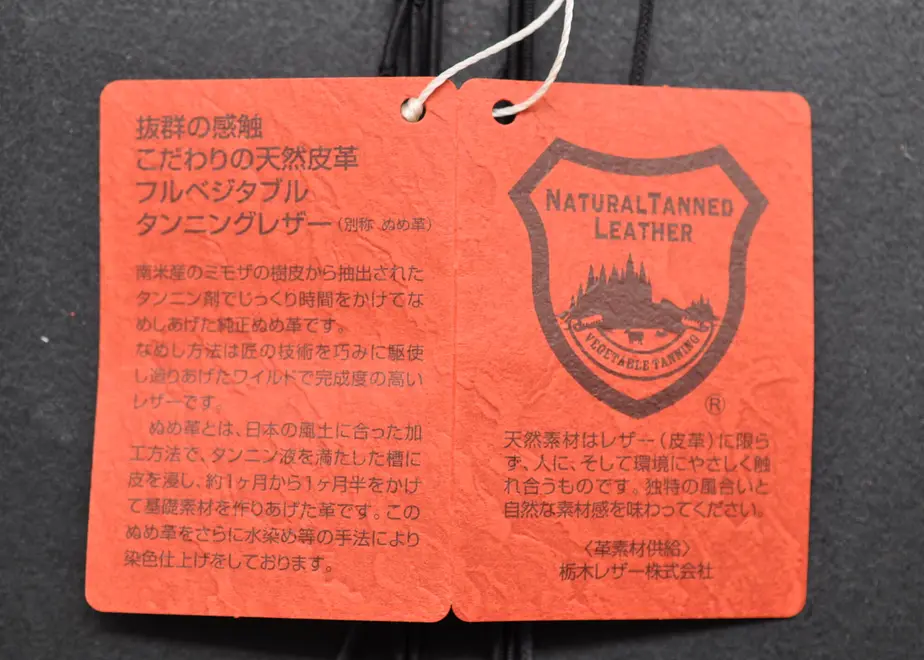 抜群の感触
こだわりの天然皮革
フルベジタブル
タンニングレザー(別称 ぬめ革)
南米産のミモザの樹皮から抽出された
タンニン剤でじっくり時間をかけてな
めしあげた純正ぬめ革です。
なめし方法は匠の技術を巧みに駆使
し造りあげたワイルドで完成度の高い
レザーです。
ぬめ革とは、日本の風土に合った加
工方法で、タンニン液を満たした槽に
皮を浸し、約1ヶ月から1ヶ月半をかけ
て基礎素材を作りあげた革です。この
ぬめ革をさらに水染め等の手法により
染色仕上げをしております。
NATURAL TANNED
LEATHER
VEGETABLE TANNING
®
天然素材はレザー(皮革)に限ら
ず、人に、そして環境にやさしく触
れ合うものです。独特の風合いと
自然な素材感を味わってください。
〈革素材供給〉
栃木レザー株式会社